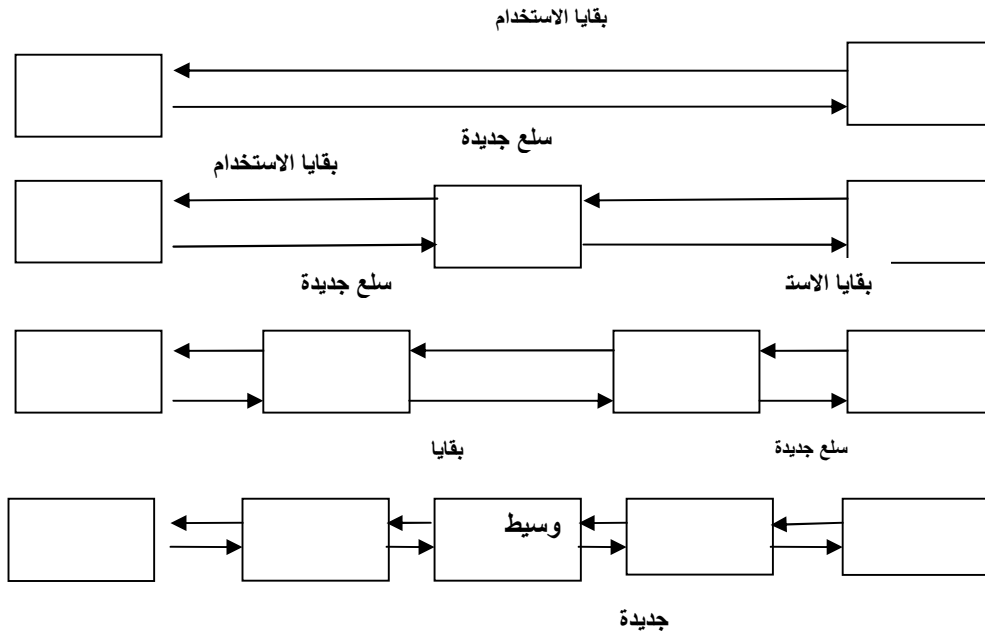 بقايا الاستخدام
سلع جديدة
بقايا الاستخدام
سلع جديدة
بقايا الاست
بقايا
سلع جديدة
وسيط
جديدة